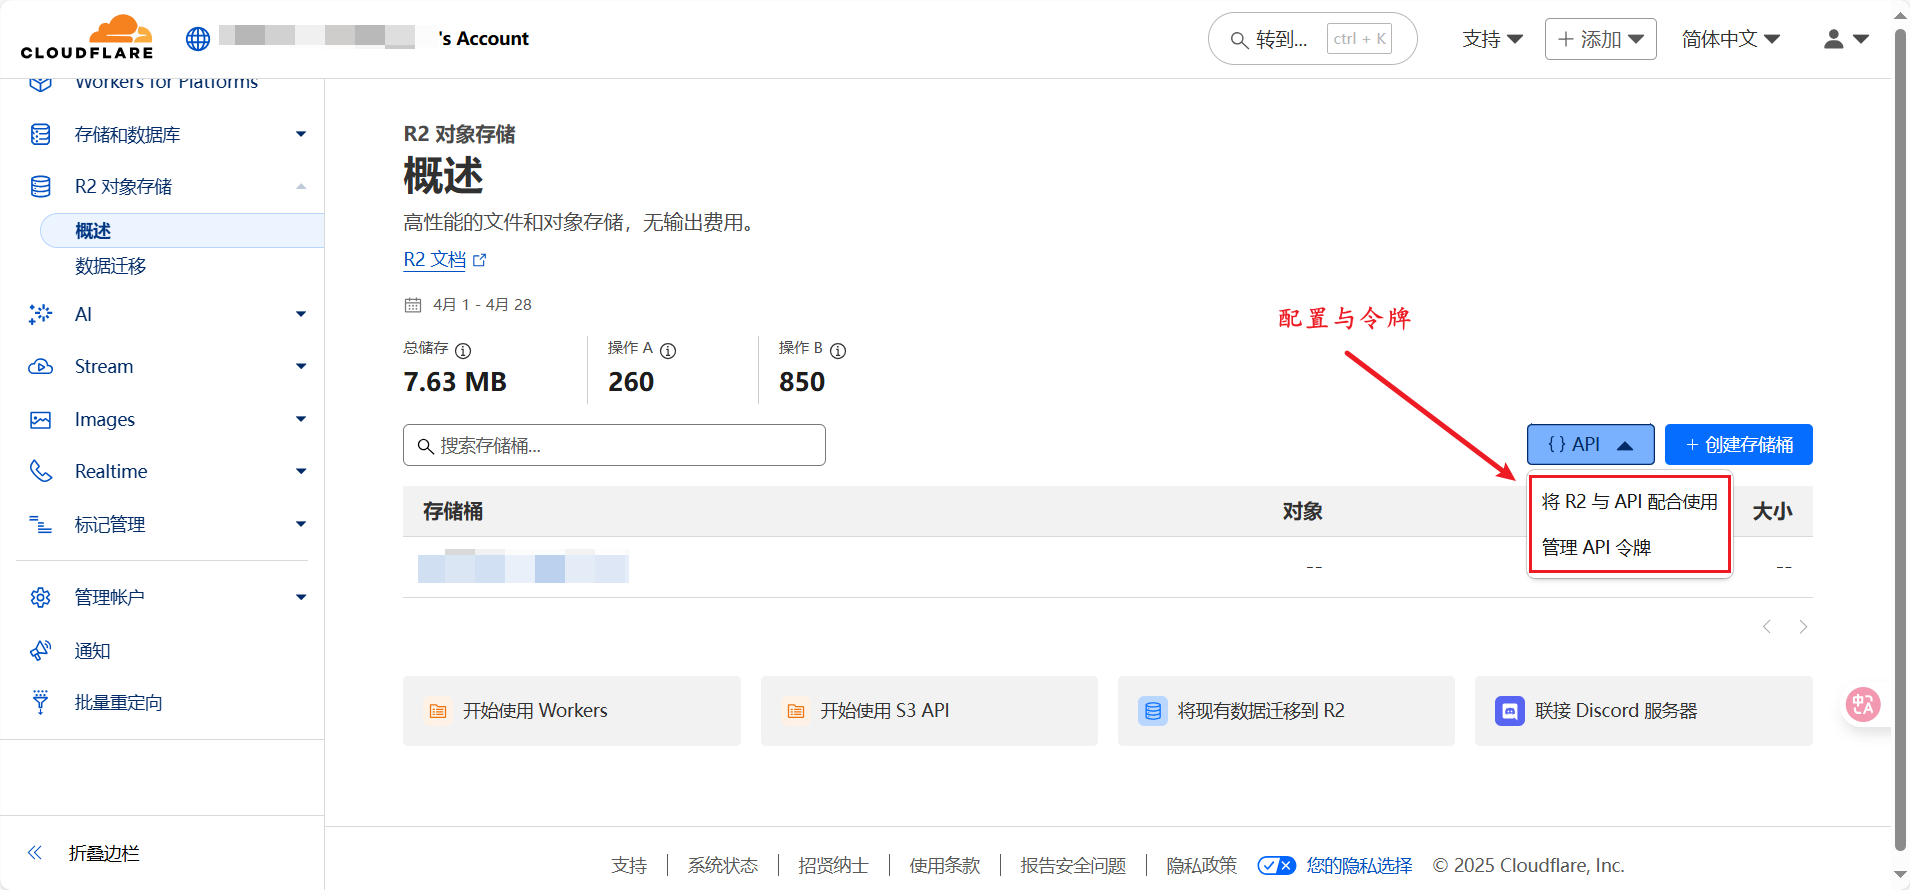 CLOUDFLARE
's Account
转到...
ctrl + K
支持
添加
简体中文
Workers for Platforms
存储和数据库
R2 对象存储
概述
数据迁移
AI
Stream
Images
Realtime
标记管理
管理帐户
通知
批量重定向
折叠边栏
R2 对象存储
概述
高性能的文件和对象存储，无输出费用。
R2 文档
4月 1 - 4月 28
总储存
7.63 MB
操作 A
260
操作 B
850
配置与令牌
搜索存储桶...
{ } API
+ 创建存储桶
将 R2 与 API 配合使用
管理 API 令牌
存储桶
对象
大小
--
--
开始使用 Workers
开始使用 S3 API
将现有数据迁移到 R2
联接 Discord 服务器
中A
支持
系统状态
招贤纳士
使用条款
报告安全问题
隐私政策
您的隐私选择
© 2025 Cloudflare, Inc.